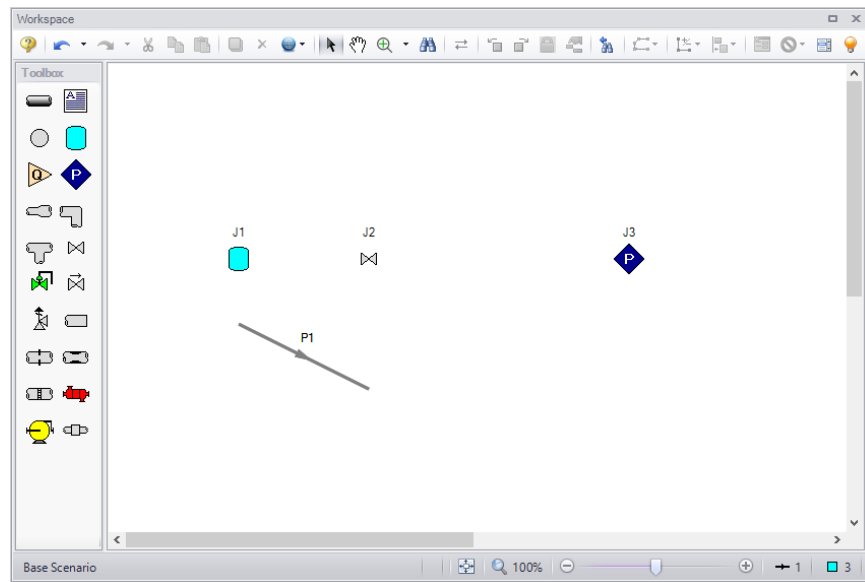 Workspace
Toolbox
A
Q
P
J1
J2
J3
P
P1
Base Scenario
100%
1
3